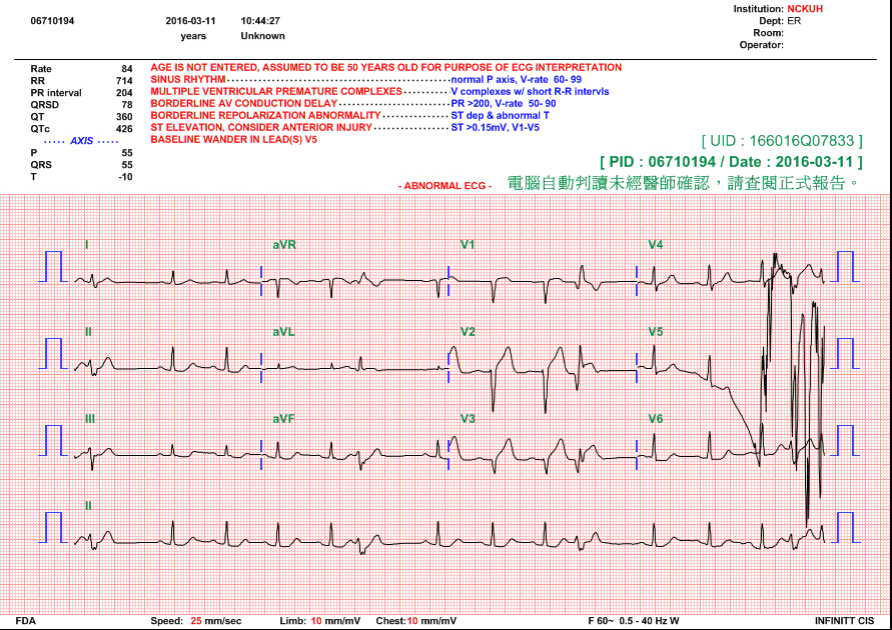 Institution: NCKUH
06710194 2016-03-11 10:44:27 Dept: ER
years Unknown Room:
Operator:
Rate 84 AGE IS NOT ENTERED, ASSUMED TO BE 50 YEARS OLD FOR PURPOSE OF ECG INTERPRETATION
RR 714 SINUS RHYTHM - - - - - - - - - - normal P axis, V-rate 60- 99
PR interval 204 MULTIPLE VENTRICULAR PREMATURE COMPLEXES - - - - - - - - - - V complexes w/ short R-R intervls
QRSD 78 BORDERLINE AV CONDUCTION DELAY - - - - - - - - - - PR >200, V-rate 50- 90
QT 360 BORDERLINE REPOLARIZATION ABNORMALITY - - - - - - - - - - ST dep & abnormal T
QTc 426 ST ELEVATION, CONSIDER ANTERIOR INJURY - - - - - - - - - - ST >0.15mV, V1-V5
- - - - - AXIS - - - - - BASELINE WANDER IN LEAD(S) V5
[ UID : 166016Q07833 ]
P 55
QRS 55 [ PID : 06710194 / Date : 2016-03-11 ]
T -10
- ABNORMAL ECG - 電腦自動判讀未經醫師確認，請查閱正式報告。
I aVR V1 V4
II aVL V2 V5
III aVF V3 V6
II
FDA Speed: 25 mm/sec Limb: 10 mm/mV Chest: 10 mm/mV F 60~ 0.5 - 40 Hz W INFINITT CIS